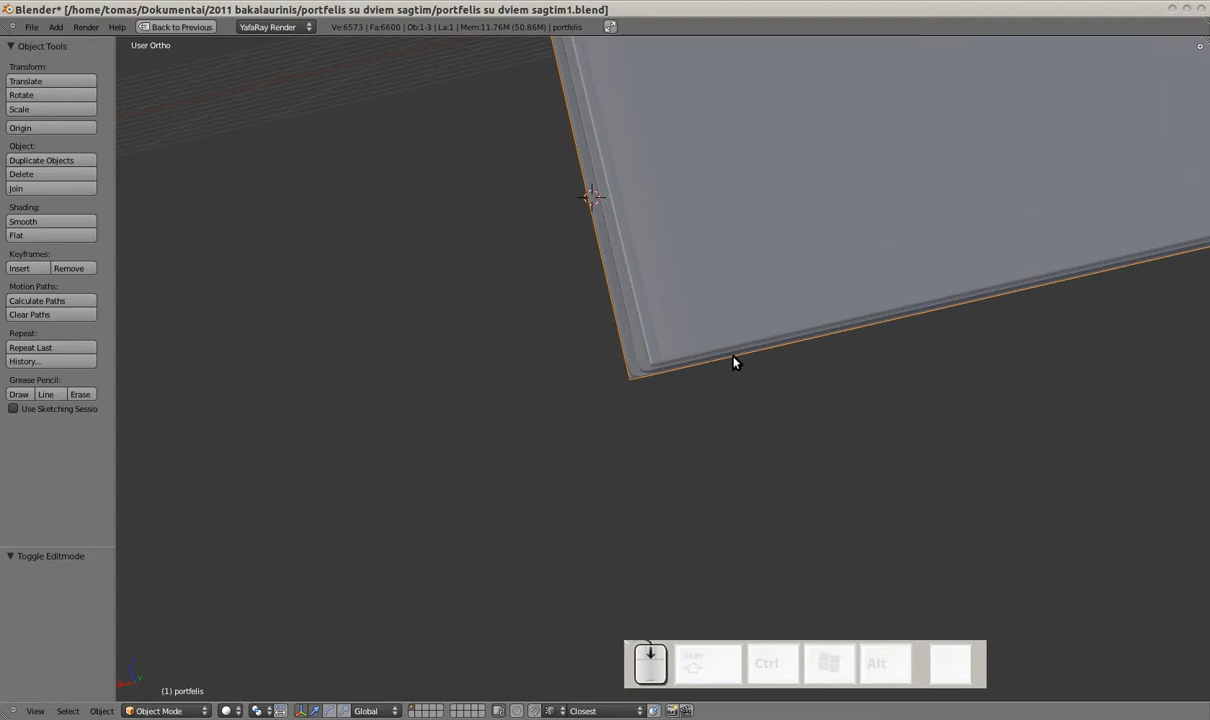 Blender* [/home/tomas/Dokumentai/2011 bakalaurinis/portfelis su dviem sagtim/portfelis su dviem sagtim1.blend]
File Add Render Help Back to Previous YafaRay Render Ve:6573 | Fa:6600 | Ob:1-3 | La:1 | Mem:11.76M (50.86M) | portfelis
Object Tools
User Ortho
Transform:
Translate
Rotate
Scale
Origin
Object:
Duplicate Objects
Delete
Join
Shading:
Smooth
Flat
Keyframes:
Insert Remove
Motion Paths:
Calculate Paths
Clear Paths
Repeat:
Repeat Last
History...
Grease Pencil:
Draw Line Erase
Use Sketching Sessio
Toggle Editmode
Ctrl Alt
(1) portfelis
View Select Object Object Mode Global Closest